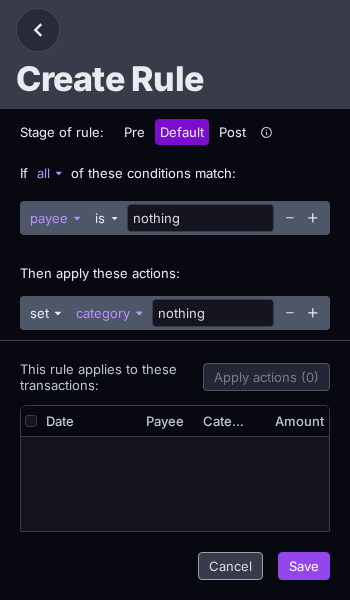 Create Rule
Stage of rule: Pre Default Post
If all of these conditions match:
payee is nothing
Then apply these actions:
set category nothing
This rule applies to these
transactions:
Apply actions (0)
Date Payee Cate... Amount
Cancel Save